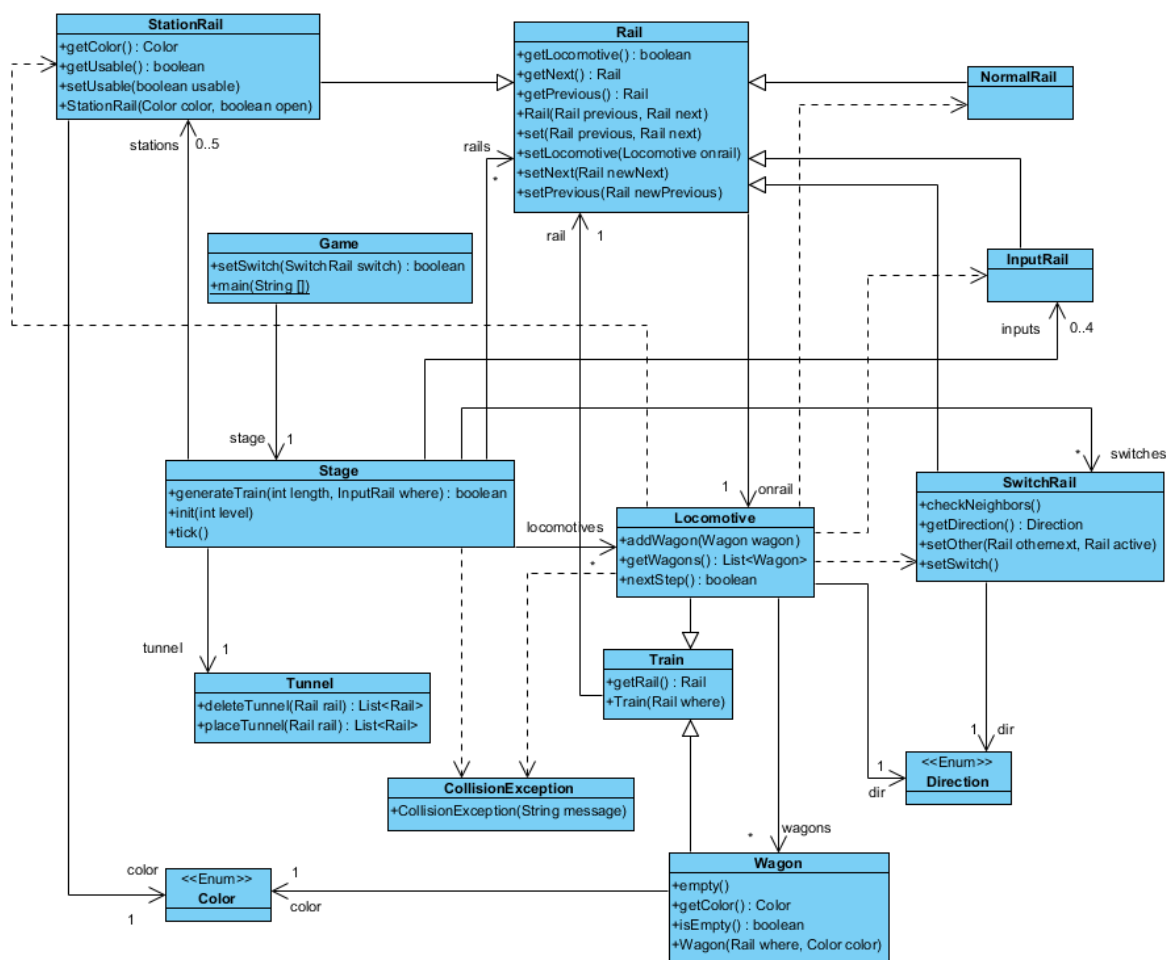 StationRail
+getColor() : Color
+getUsable() : boolean
+setUsable(boolean usable)
+StationRail(Color color, boolean open)
Rail
+getLocomotive() : boolean
+getNext() : Rail
+getPrevious() : Rail
+Rail(Rail previous, Rail next)
+set(Rail previous, Rail next)
+setLocomotive(Locomotive onrail)
+setNext(Rail newNext)
+setPrevious(Rail newPrevious)
NormalRail
stations
0..5
rails
*
rail
1
Game
+setSwitch(SwitchRail switch) : boolean
+main(String [])
InputRail
inputs
0..4
stage
1
switches
*
Stage
+generateTrain(int length, InputRail where) : boolean
+init(int level)
+tick()
SwitchRail
+checkNeighbors()
+getDirection() : Direction
+setOther(Rail othernext, Rail active)
+setSwitch()
1
onrail
locomotives
*
Locomotive
+addWagon(Wagon wagon)
+getWagons() : List<Wagon>
+nextStep() : boolean
tunnel
1
Train
+getRail() : Rail
+Train(Rail where)
Tunnel
+deleteTunnel(Rail rail) : List<Rail>
+placeTunnel(Rail rail) : List<Rail>
1
dir
1
dir
<<Enum>>
Direction
CollisionException
+CollisionException(String message)
*
wagons
color
1
<<Enum>>
Color
1
color
Wagon
+empty()
+getColor() : Color
+isEmpty() : boolean
+Wagon(Rail where, Color color)